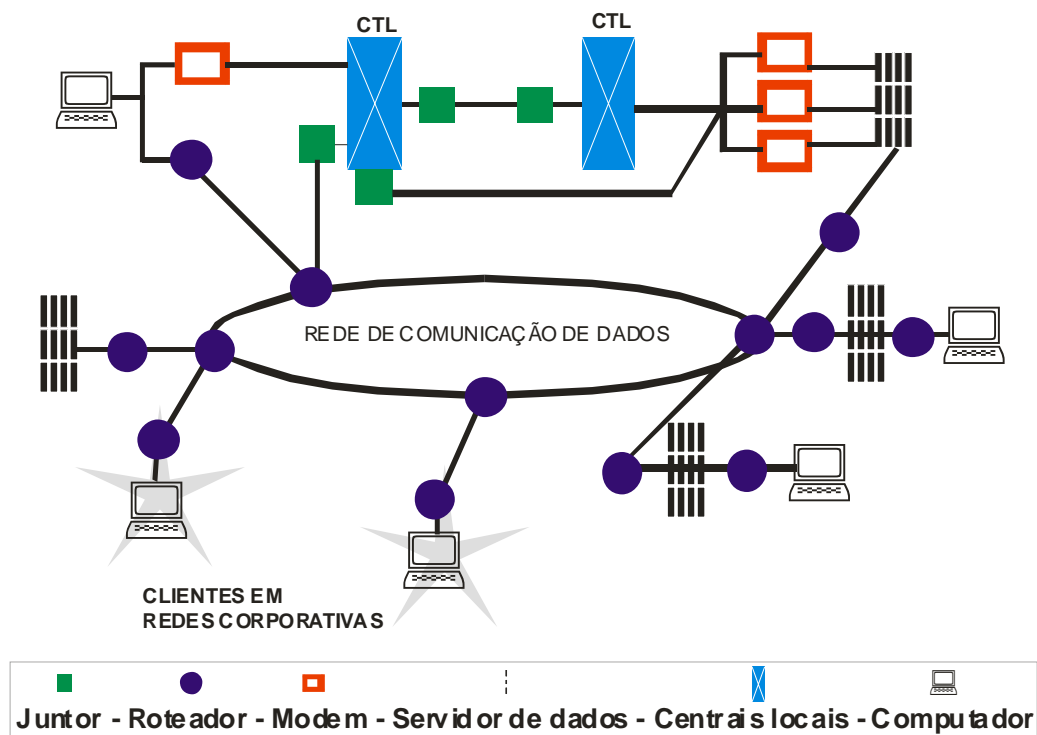 CTL
CTL
REDE DE COMUNICAÇÃO DE DADOS
CLIENTES EM
REDES CORPORATIVAS
Juntor - Roteador - Modem - Servidor de dados - Centrais locais - Computador